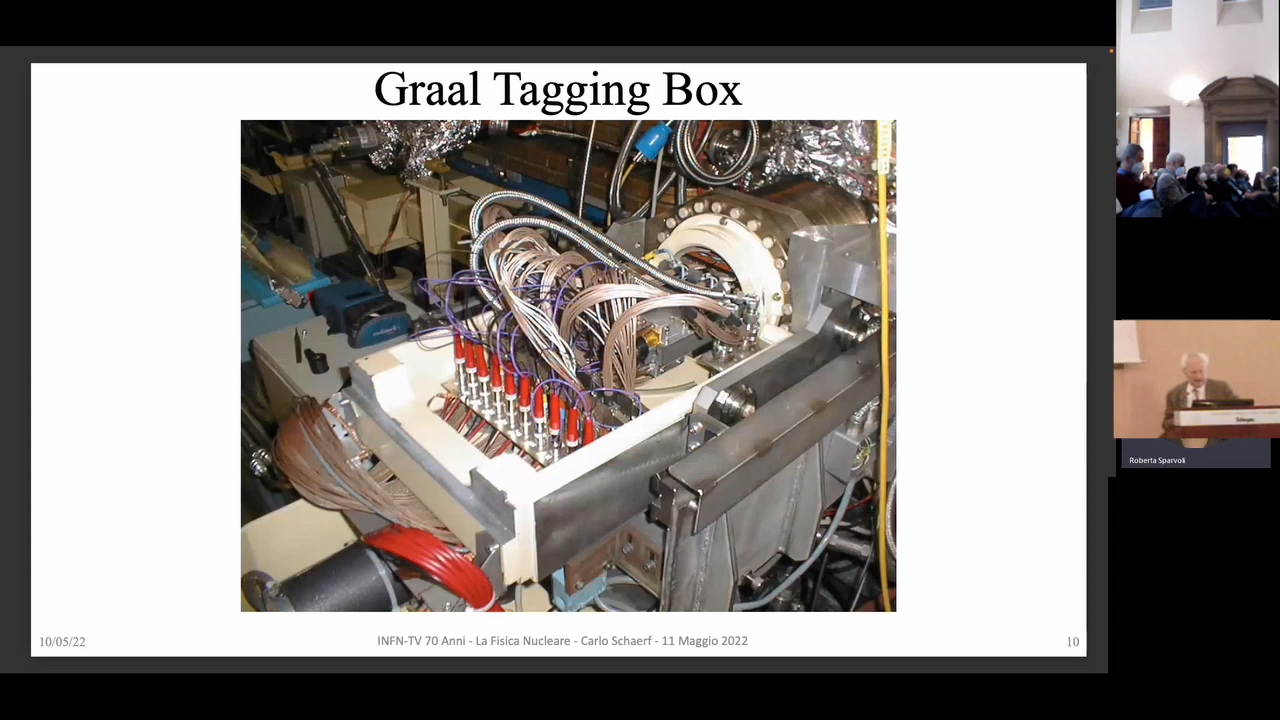 Graal Tagging Box
10/05/22
INFN-TV 70 Anni - La Fisica Nucleare - Carlo Schaerf - 11 Maggio 2022
10
Roberta Sparvoli